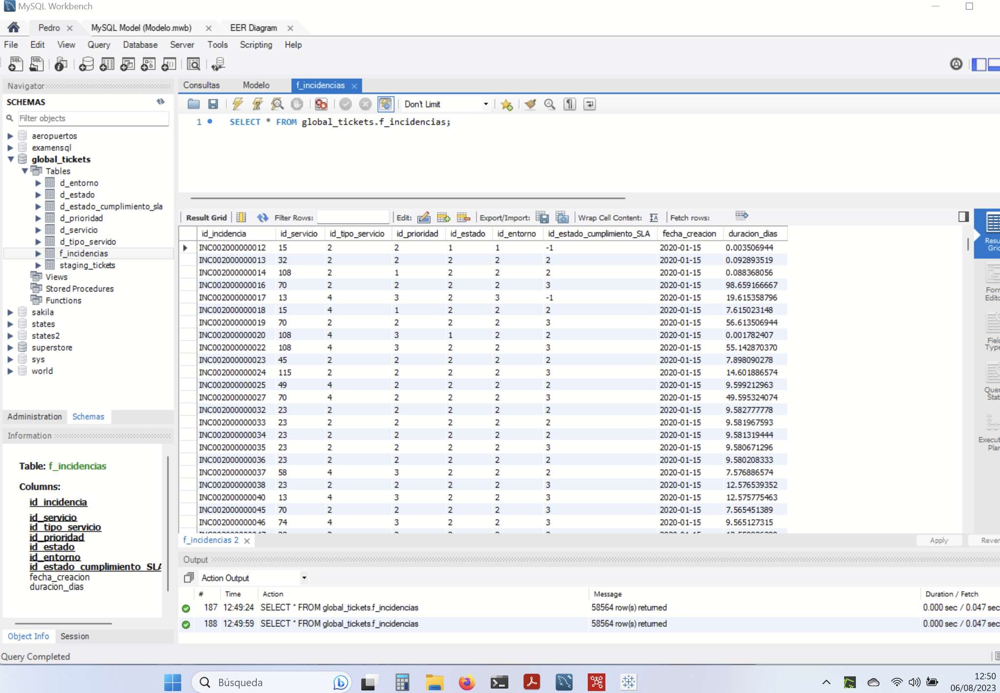 MySQL Workbench
Pedro
MySQL Model (Modelo.mwb)
EER Diagram
File Edit View Query Database Server Tools Scripting Help
Navigator
SCHEMAS
Filter objects
aeropuertos
examensql
global_tickets
Tables
d_entorno
d_estado
d_estado_cumplimiento_sla
d_prioridad
d_servicio
d_tipo_servicio
f_incidencias
staging_tickets
Views
Stored Procedures
Functions
sakila
states
states2
superstore
sys
world
Administration Schemas
Information
Table: f_incidencias
Columns:
id_incidencia
id_servicio
id_tipo_servicio
id_prioridad
id_estado
id_entorno
id_estado_cumplimiento_SLA
fecha_creacion
duracion_dias
Object Info Session
Query Completed
Consultas Modelo f_incidencias
Don't Limit
1 SELECT * FROM global_tickets.f_incidencias;
Result Grid Filter Rows: Edit: Export/Import: Wrap Cell Content: Fetch rows:
id_incidencia id_servicio id_tipo_servicio id_prioridad id_estado id_entorno id_estado_cumplimiento_SLA fecha_creacion duracion_dias
INC002000000012 15 2 2 1 1 -1 2020-01-15 0.003506944
INC002000000013 32 2 2 2 2 2 2020-01-15 0.092893519
INC002000000014 108 2 1 2 2 2 2020-01-15 0.088368056
INC002000000016 70 2 2 2 2 3 2020-01-15 98.659166667
INC002000000017 13 4 3 2 3 -1 2020-01-15 19.615358796
INC002000000018 15 4 1 2 2 2 2020-01-15 7.615023148
INC002000000019 70 2 2 2 2 3 2020-01-15 56.613506944
INC002000000020 108 4 3 1 2 2 2020-01-15 0.001782407
INC002000000022 108 4 3 2 2 3 2020-01-15 55.142870370
INC002000000023 45 2 2 2 2 2 2020-01-15 7.898090278
INC002000000024 115 2 2 2 2 3 2020-01-15 14.601886574
INC002000000025 49 4 2 2 2 2 2020-01-15 9.599212963
INC002000000027 70 4 2 2 2 3 2020-01-15 49.595324074
INC002000000032 23 2 2 2 2 2 2020-01-15 9.582777778
INC002000000033 23 2 2 2 2 2 2020-01-15 9.581967593
INC002000000034 23 2 2 2 2 2 2020-01-15 9.581319444
INC002000000035 23 2 2 2 2 3 2020-01-15 9.580671296
INC002000000036 23 2 2 2 2 2 2020-01-15 9.580208333
INC002000000037 58 4 3 2 2 2 2020-01-15 7.576886574
INC002000000038 23 2 2 2 2 3 2020-01-15 12.576539352
INC002000000040 13 4 3 2 2 3 2020-01-15 12.575775463
INC002000000045 70 2 2 2 2 3 2020-01-15 7.565451389
INC002000000046 74 4 3 2 2 3 2020-01-15 9.565127315
f_incidencias 2
Apply Rever
Output
Action Output
# Time Action Message Duration / Fetch
187 12:49:24 SELECT * FROM global_tickets.f_incidencias 58564 row(s) returned 0.000 sec / 0.047 sec
188 12:49:59 SELECT * FROM global_tickets.f_incidencias 58564 row(s) returned 0.000 sec / 0.047 sec
Búsqueda
12:50
06/08/2023